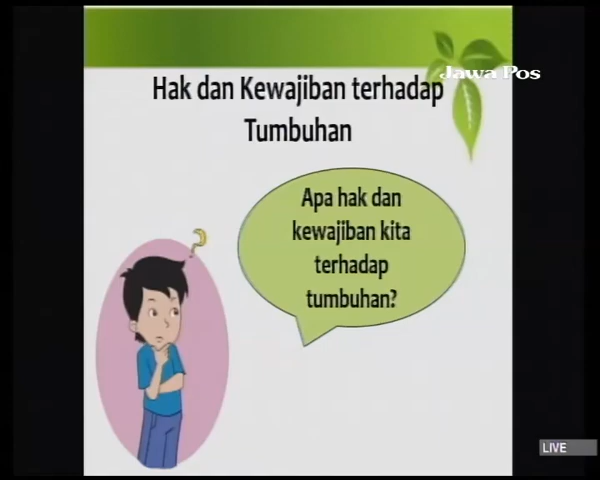 Jawa Pos
Hak dan Kewajiban terhadap
Tumbuhan
Apa hak dan
kewajiban kita
terhadap
tumbuhan?
?
LIVE